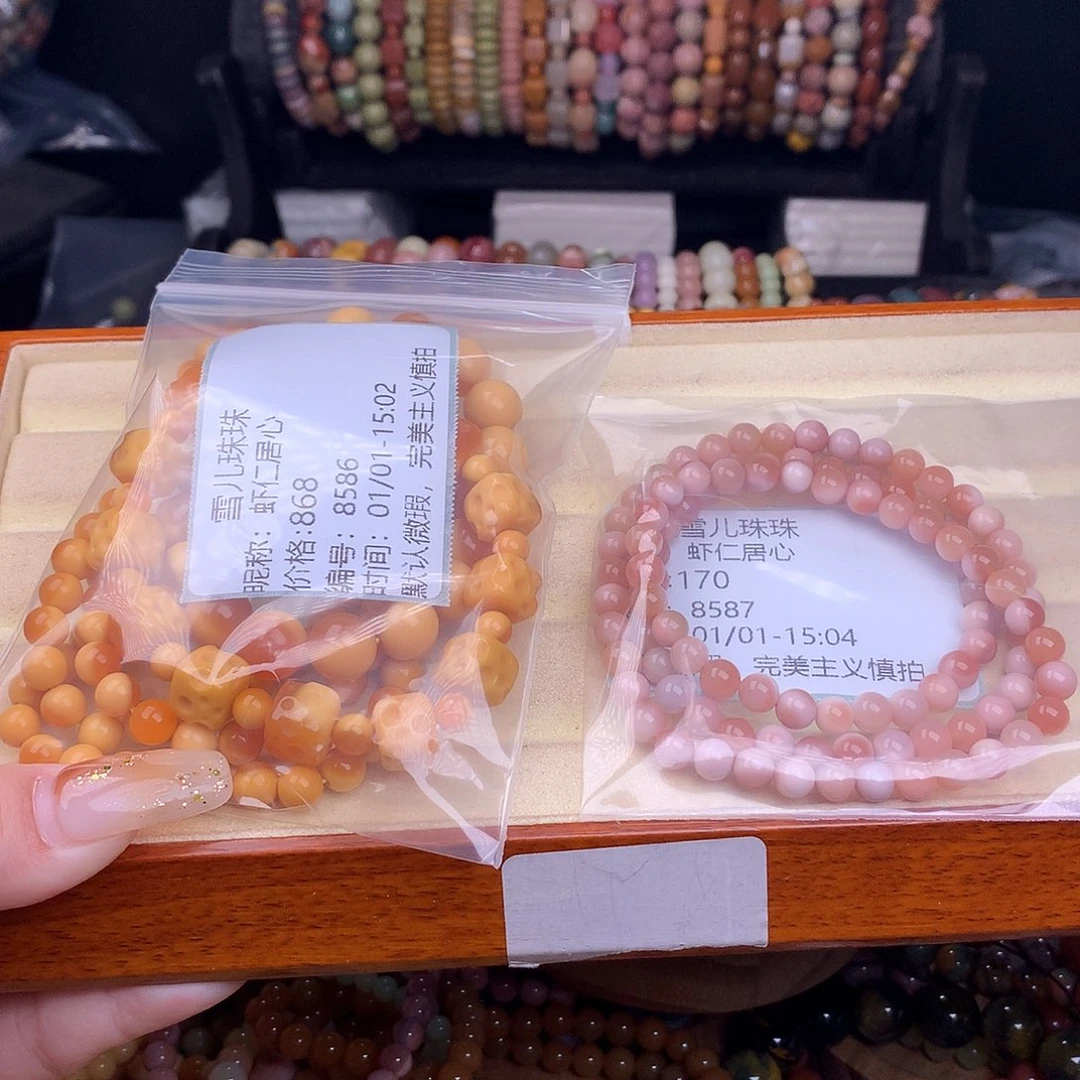 雪儿珠珠
昵称：虾仁居心
价格:868
编号：8586
时间：01/01-15:02
默认微瑕，完美主义慎拍
雪儿珠珠
虾仁居心
:170
: 8587
01/01-15:04
完美主义慎拍